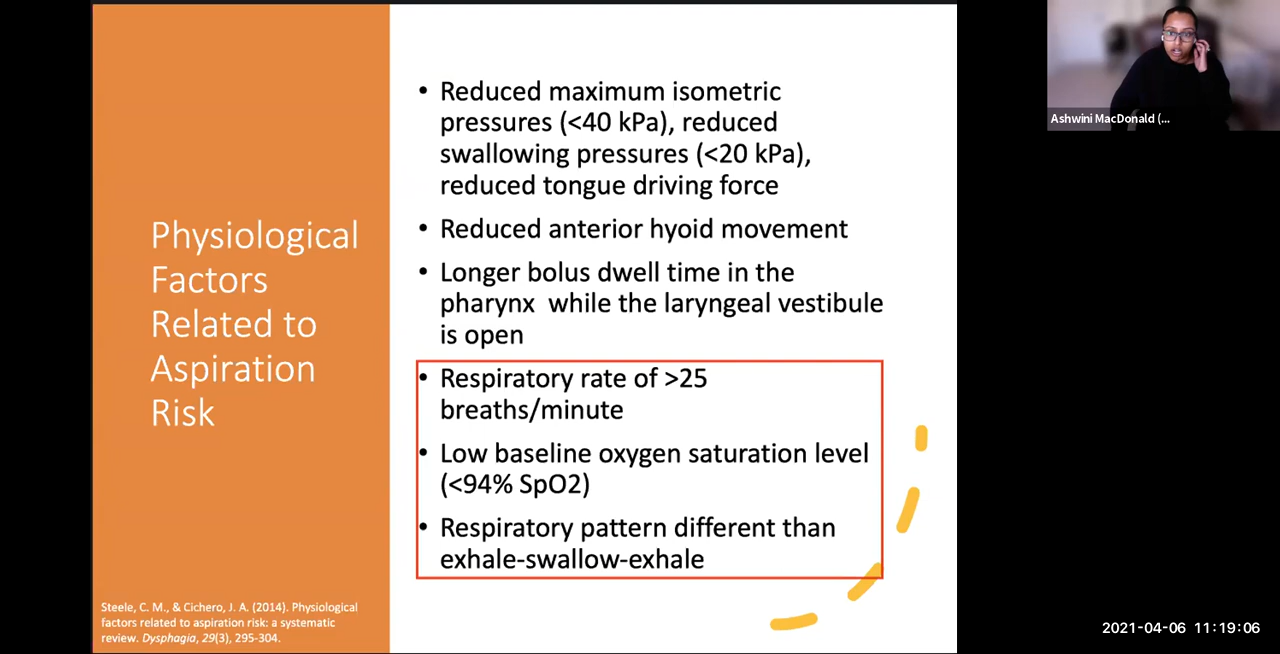 Physiological
Factors
Related to
Aspiration
Risk
Steele, C. M., & Cichero, J. A. (2014). Physiological
factors related to aspiration risk: a systematic
review. Dysphagia, 29(3), 295-304.
• Reduced maximum isometric
pressures (<40 kPa), reduced
swallowing pressures (<20 kPa),
reduced tongue driving force
• Reduced anterior hyoid movement
• Longer bolus dwell time in the
pharynx while the laryngeal vestibule
is open
• Respiratory rate of >25
breaths/minute
• Low baseline oxygen saturation level
(<94% SpO2)
• Respiratory pattern different than
exhale-swallow-exhale
Ashwini MacDonald (...
2021-04-06 11:19:06